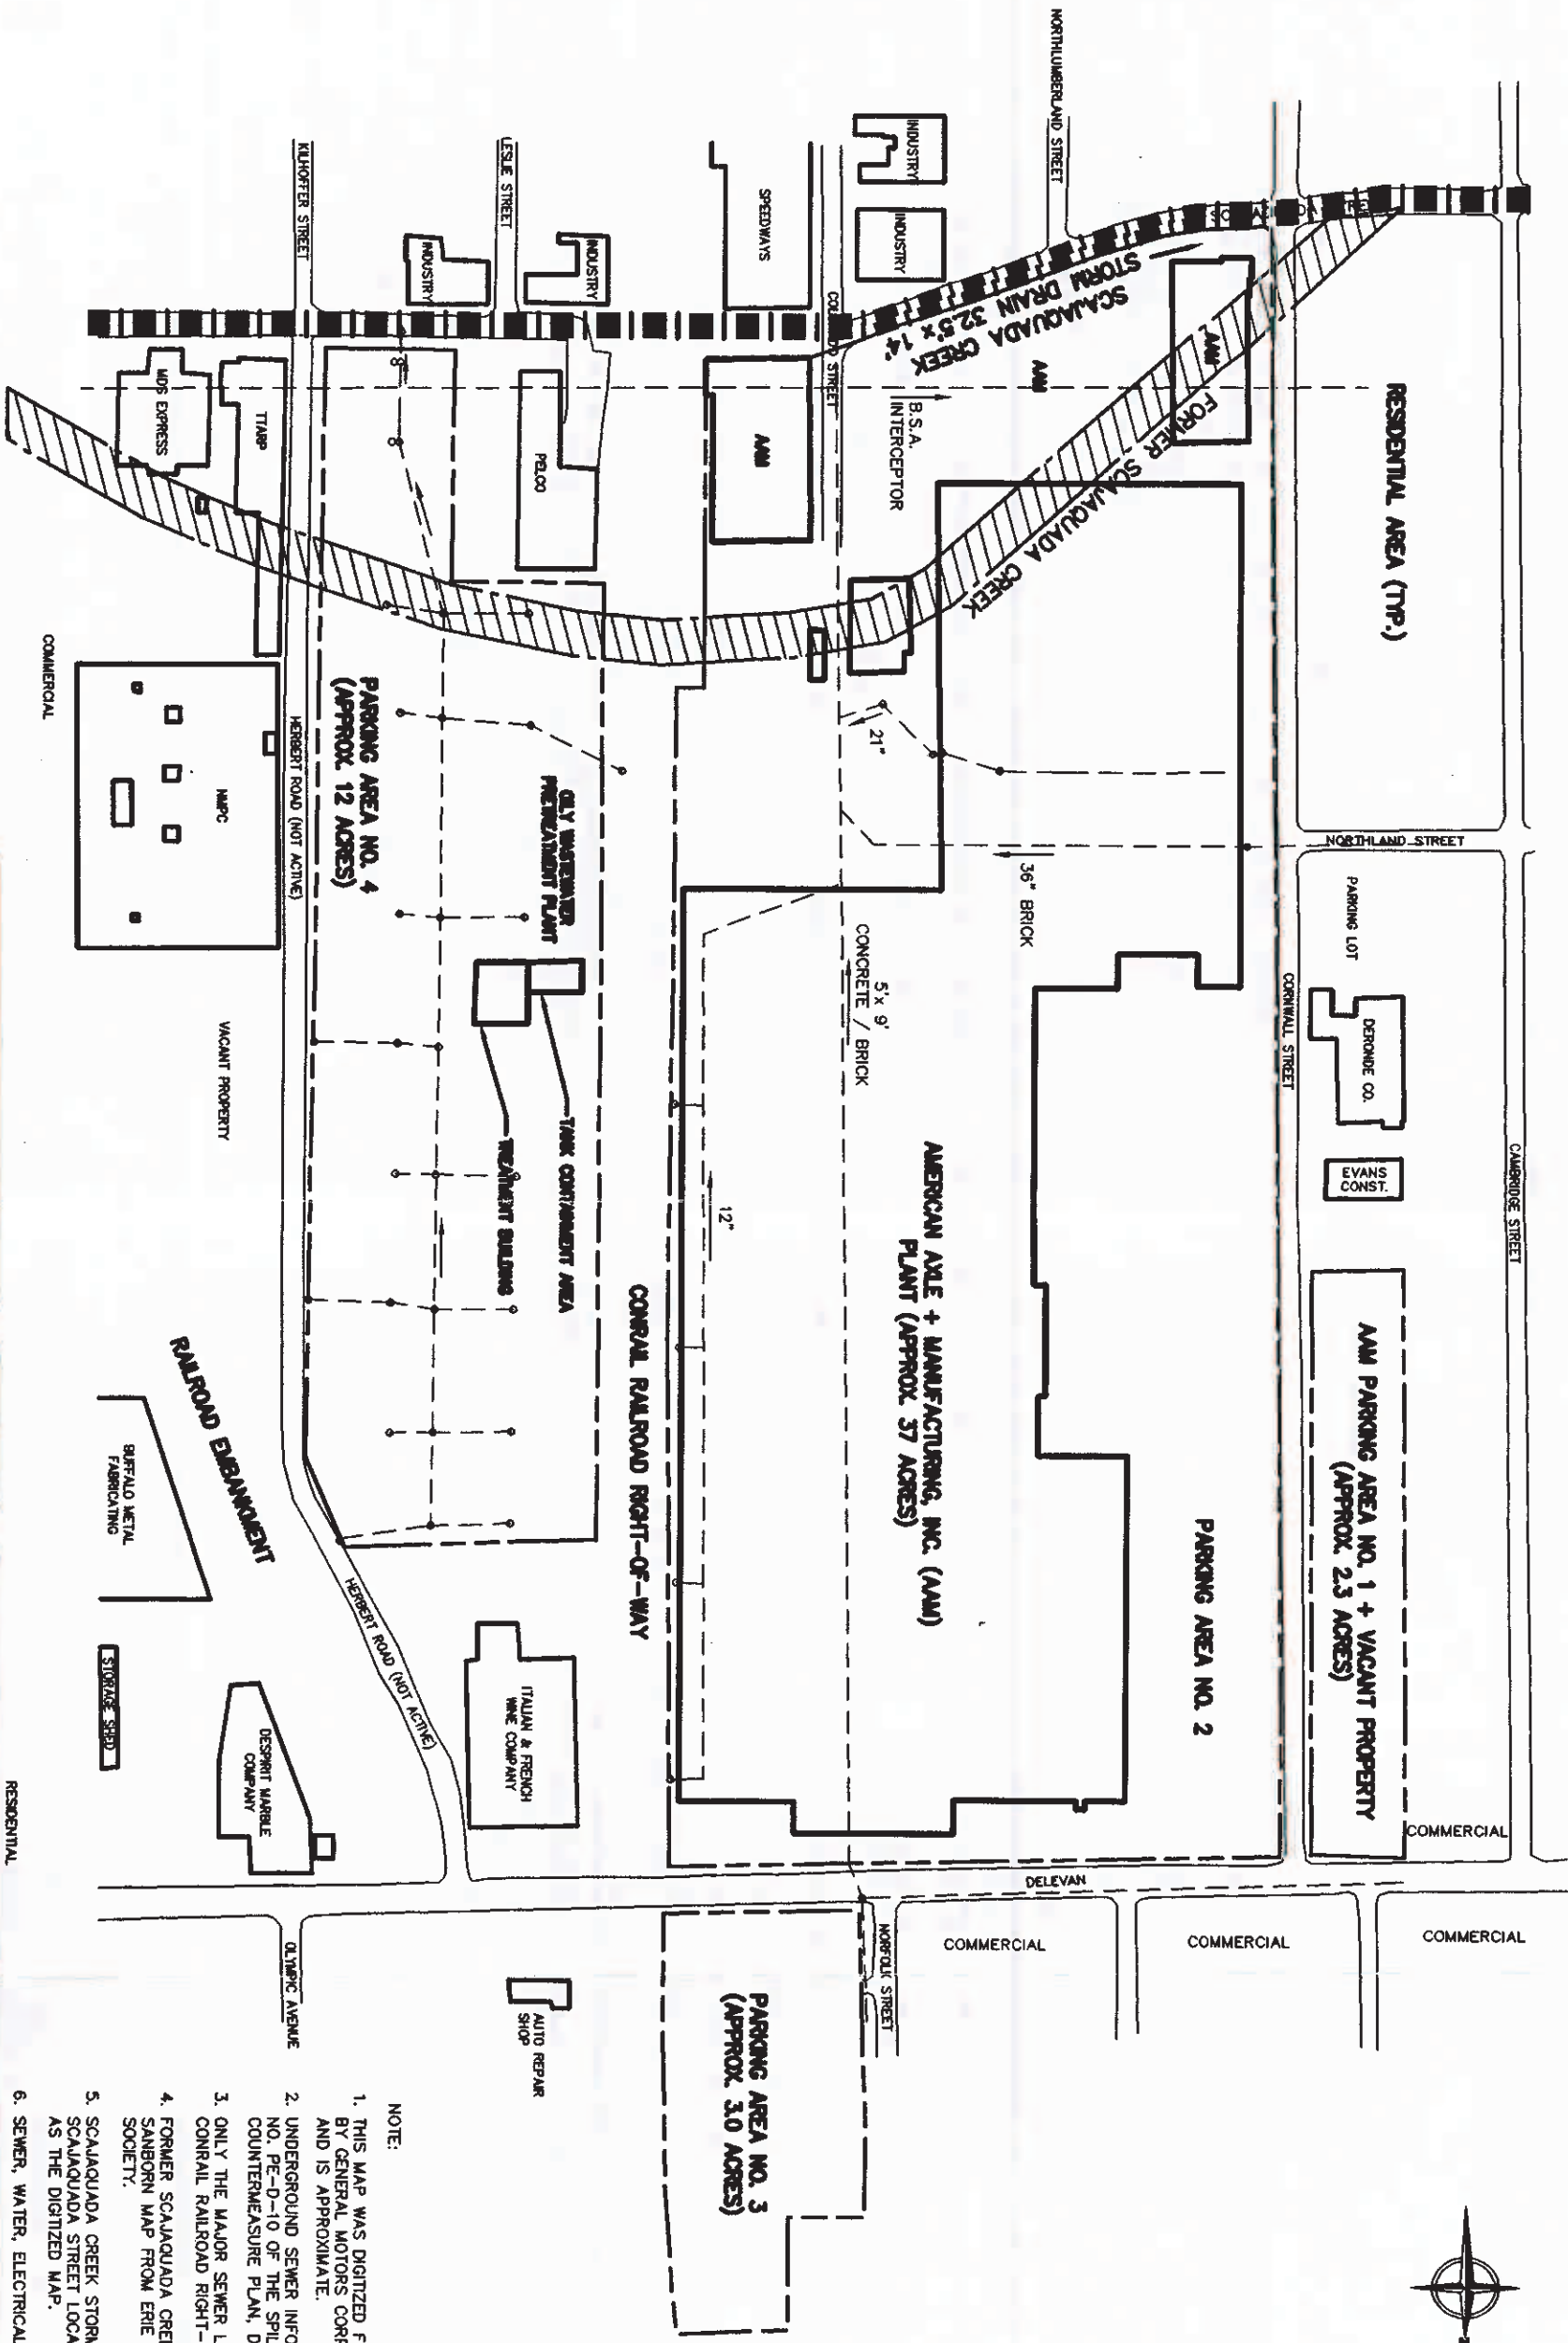 NORTHLUMBERLAND STREET
RESIDENTIAL AREA (TYP.)
NORTHLAND STREET
PARKING LOT
DERONDE CO.
EVANS
CONST.
CAMBRIDGE STREET
CORNWALL STREET
AAM PARKING AREA NO. 1 + VACANT PROPERTY
(APPROX. 2.3 ACRES)
COMMERCIAL
COMMERCIAL
COMMERCIAL
COMMERCIAL
PARKING AREA NO. 2
INDUSTRY
INDUSTRY
SCAJAQUADA CREEK
STORM DRAIN 32.5' x 14'
AAM
AAM
FORMER SCAJAQUADA CREEK
B.S.A.
INTERCEPTOR
36" BRICK
21"
5' x 9'
CONCRETE / BRICK
AMERICAN AXLE + MANUFACTURING, INC. (AAM)
PLANT (APPROX. 37 ACRES)
12"
DELEVAN
NORFOLK STREET
SPEEDWAYS
AAM
CONRAIL RAILROAD RIGHT-OF-WAY
PARKING AREA NO. 3
(APPROX. 3.0 ACRES)
LESLIE STREET
INDUSTRY
INDUSTRY
PELCO
OILY WASTEWATER
PRETREATMENT PLANT
TANK CONTAINMENT AREA
TREATMENT BUILDING
ITALIAN & FRENCH
WINE COMPANY
AUTO REPAIR
SHOP
KILHOFFER STREET
PARKING AREA NO. 4
(APPROX. 12 ACRES)
HERBERT ROAD (NOT ACTIVE)
HERBERT ROAD (NOT ACTIVE)
OLYMPIC AVENUE
MDS EXPRESS
TTARP
NMPC
VACANT PROPERTY
RAILROAD EMBANKMENT
BUFFALO METAL
FABRICATING
STORAGE SHED
DESPIRIT MARBLE
COMPANY
COMMERCIAL
RESIDENTIAL
NOTE:
1. THIS MAP WAS DIGITIZED
BY GENERAL MOTORS
AND IS APPROXIMATE.
2. UNDERGROUND SEWER
NO. PE-D-10 OF THE
COUNTERMEASURE PLAN,
3. ONLY THE MAJOR SEWER
CONRAIL RAILROAD RIGHT-
4. FORMER SCAJAQUADA
SANBORN MAP FROM ERIE
SOCIETY.
5. SCAJAQUADA CREEK
SCAJAQUADA STREET
AS THE DIGITIZED MAP.
6. SEWER, WATER, ELECTRICAL